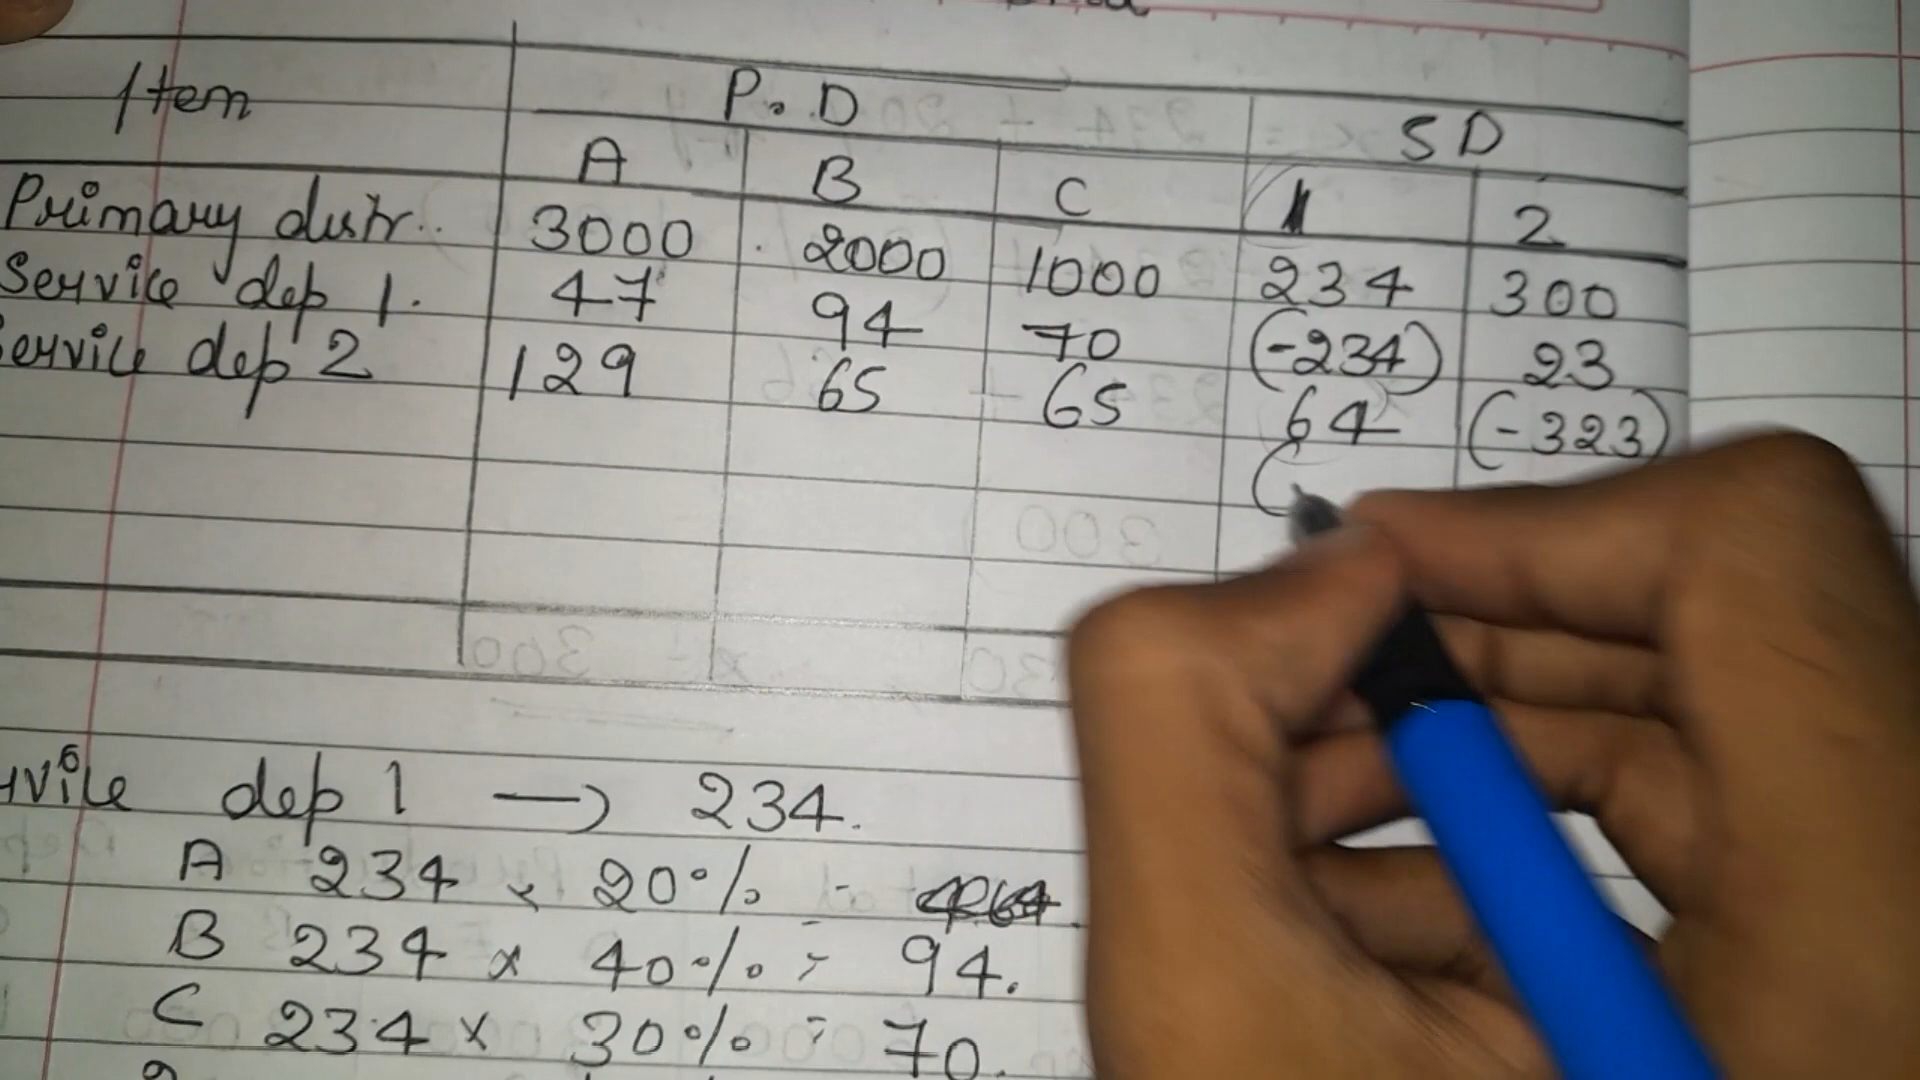 Item P.D SD
A B C 1 2
Primary distr.. 3000 2000 1000 234 300
Service dep 1. 47 94 70 (-234) 23
Service dep 2 129 65 65 64 (-323)
(
dep 1 → 234.
A 234 x 20% -
B 234 x 40% = 94.
C 234 x 30% = 70.